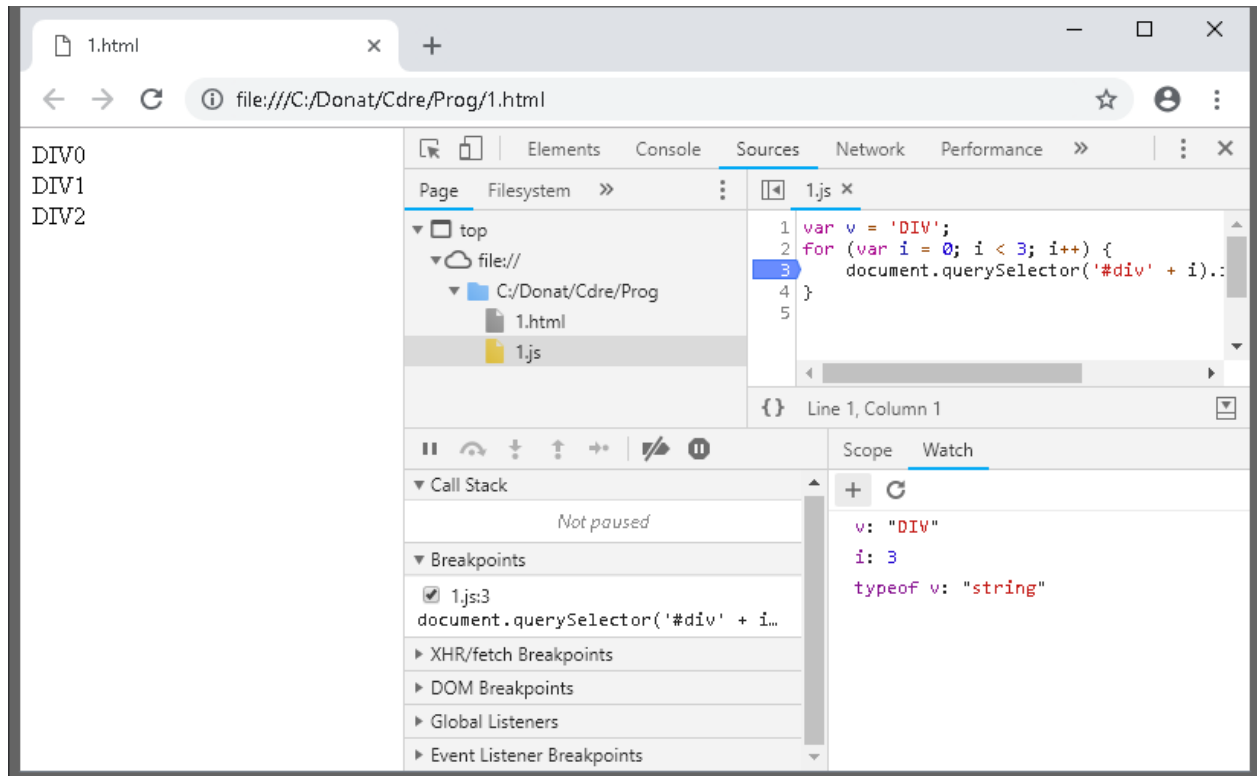 1.html
file:///C:/Donat/Cdre/Prog/1.html
DIV0
DIV1
DIV2
Elements Console Sources Network Performance »
Page Filesystem »
top
file://
C:/Donat/Cdre/Prog
1.html
1.js
1.js
1 var v = 'DIV';
2 for (var i = 0; i < 3; i++) {
3 document.querySelector('#div' + i).
4 }
5
{} Line 1, Column 1
Call Stack
Not paused
Breakpoints
1.js:3
document.querySelector('#div' + i…
XHR/fetch Breakpoints
DOM Breakpoints
Global Listeners
Event Listener Breakpoints
Scope Watch
v: "DIV"
i: 3
typeof v: "string"